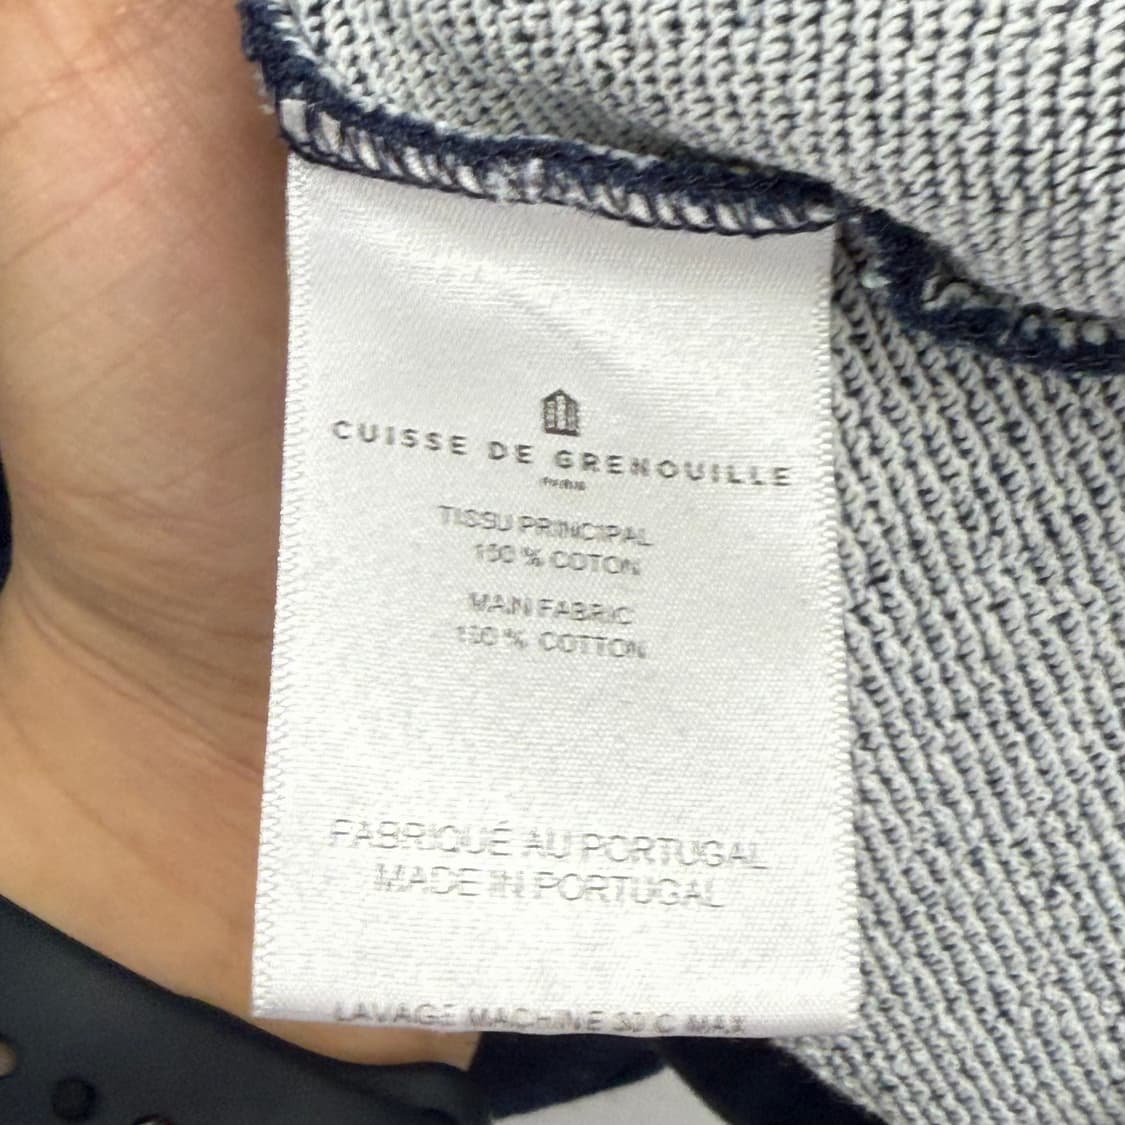 CUISSE DE GRENOUILLE
PARIS
TISSU PRINCIPAL
100 % COTON
MAIN FABRIC
100 % COTTON
FABRIQUÉ AU PORTUGAL
MADE IN PORTUGAL
LAVAGE MACHINE 30 C MAX